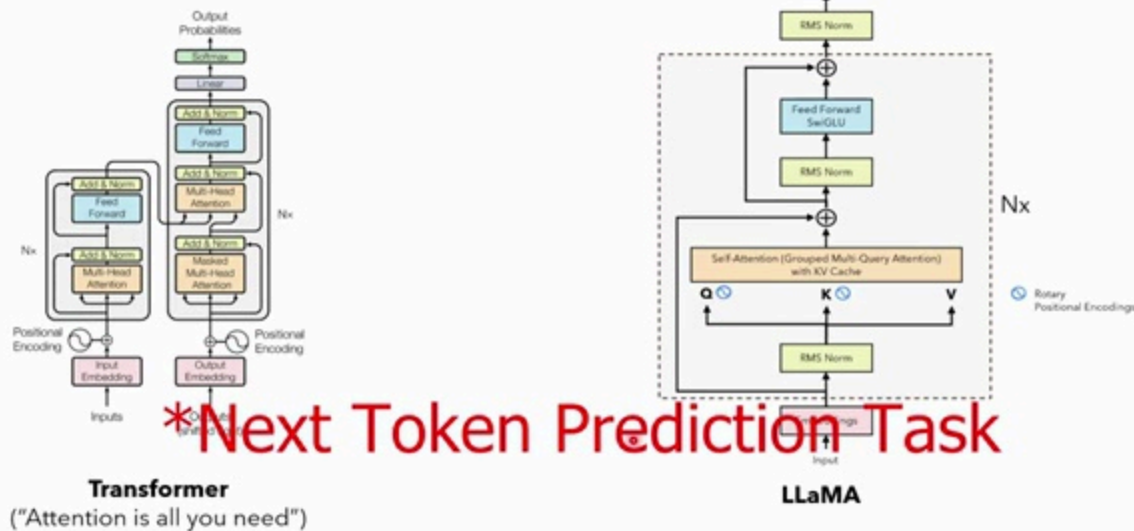 Output
Probabilities
Softmax
Linear
Add & Norm
Feed
Forward
Add & Norm
Multi-Head
Attention
Nx
Add & Norm
Masked
Multi-Head
Attention
Positional
Encoding
Output
Embedding
Add & Norm
Feed
Forward
Nx
Add & Norm
Multi-Head
Attention
Positional
Encoding
Input
Embedding
Inputs
Transformer
("Attention is all you need")
RMS Norm
Feed Forward
SwiGLU
RMS Norm
Nx
Self-Attention (Grouped Multi-Query Attention)
with KV Cache
Q
K
V
Rotary
Positional Encodings
RMS Norm
Input
LLaMA
*Next Token Prediction Task